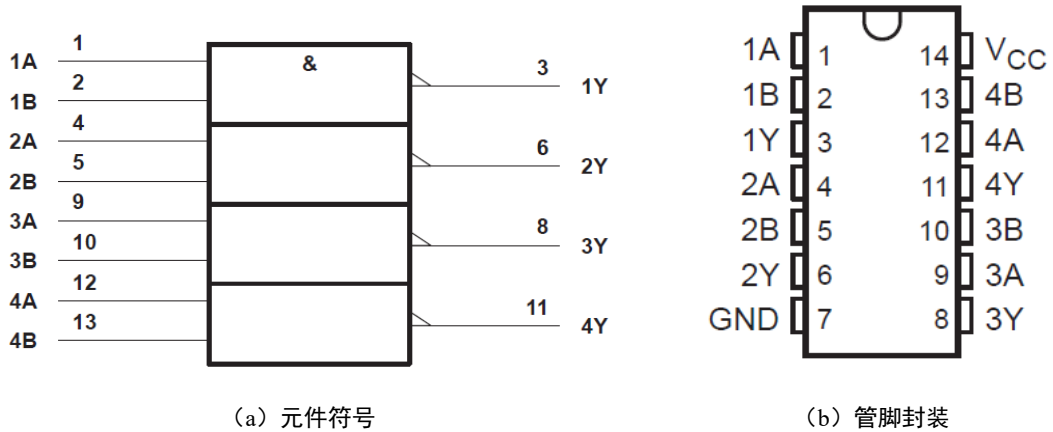 1A 1
1B 2
2A 4
2B 5
3A 9
3B 10
4A 12
4B 13
&
3 1Y
6 2Y
8 3Y
11 4Y
(a)元件符号
1A 1 14 VCC
1B 2 13 4B
1Y 3 12 4A
2A 4 11 4Y
2B 5 10 3B
2Y 6 9 3A
GND 7 8 3Y
(b)管脚封装